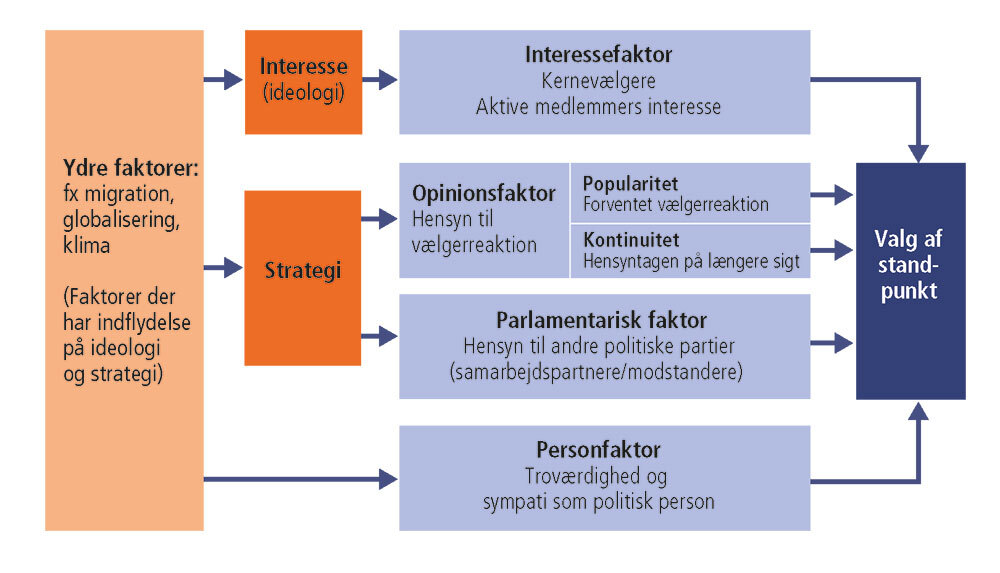 Ydre faktorer:
fx migration,
globalisering,
klima
(Faktorer der
har indflydelse
på ideologi
og strategi)
Interesse
(ideologi)
Interessefaktor
Kernevælgere
Aktive medlemmers interesse
Strategi
Opinionsfaktor
Hensyn til
vælgerreaktion
Popularitet
Forventet vælgerreaktion
Kontinuitet
Hensyntagen på længere sigt
Parlamentarisk faktor
Hensyn til andre politiske partier
(samarbejdspartnere/modstandere)
Personfaktor
Troværdighed og
sympati som politisk person
Valg af
stand-
punkt